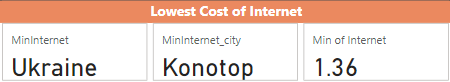 Lowest Cost of Internet
MinInternet MinInternet_city Min of Internet
Ukraine Konotop 1.36